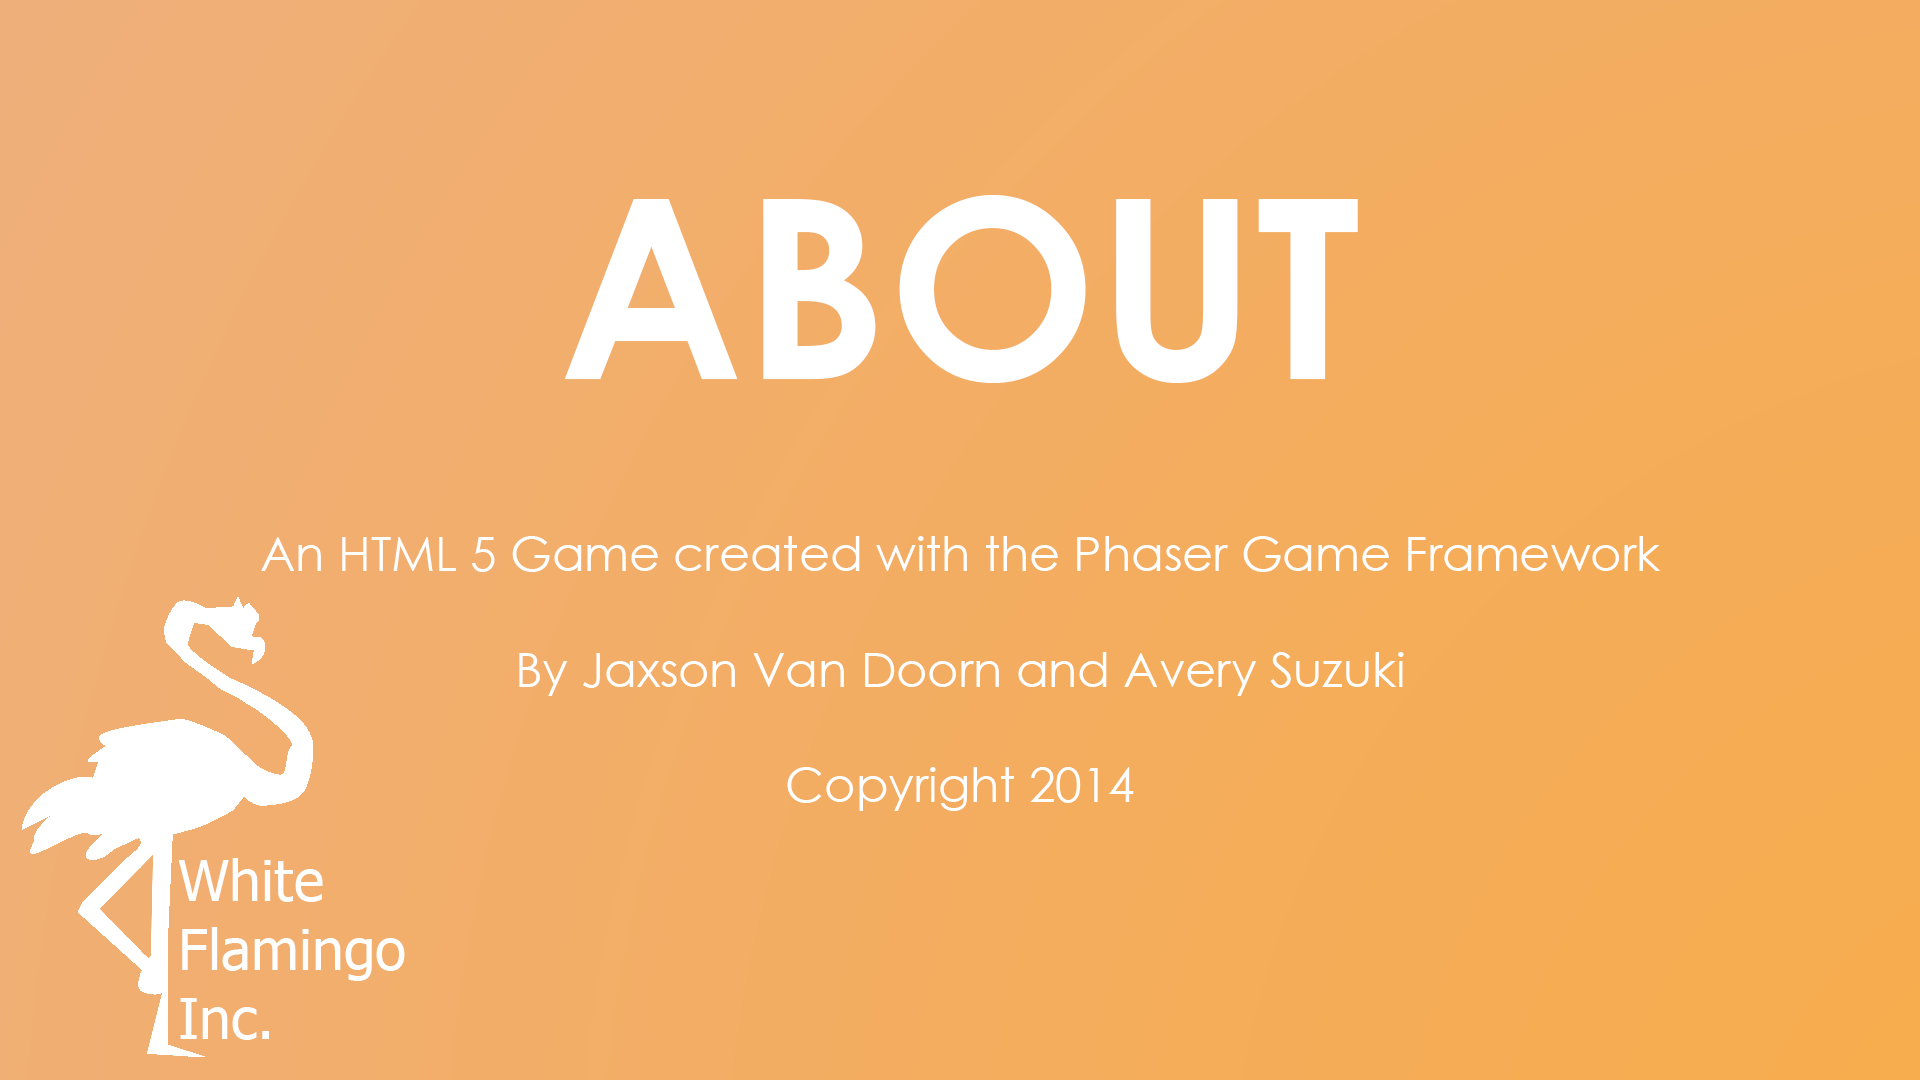 ABOUT
An HTML 5 Game created with the Phaser Game Framework
By Jaxson Van Doorn and Avery Suzuki
Copyright 2014
White
Flamingo
Inc.